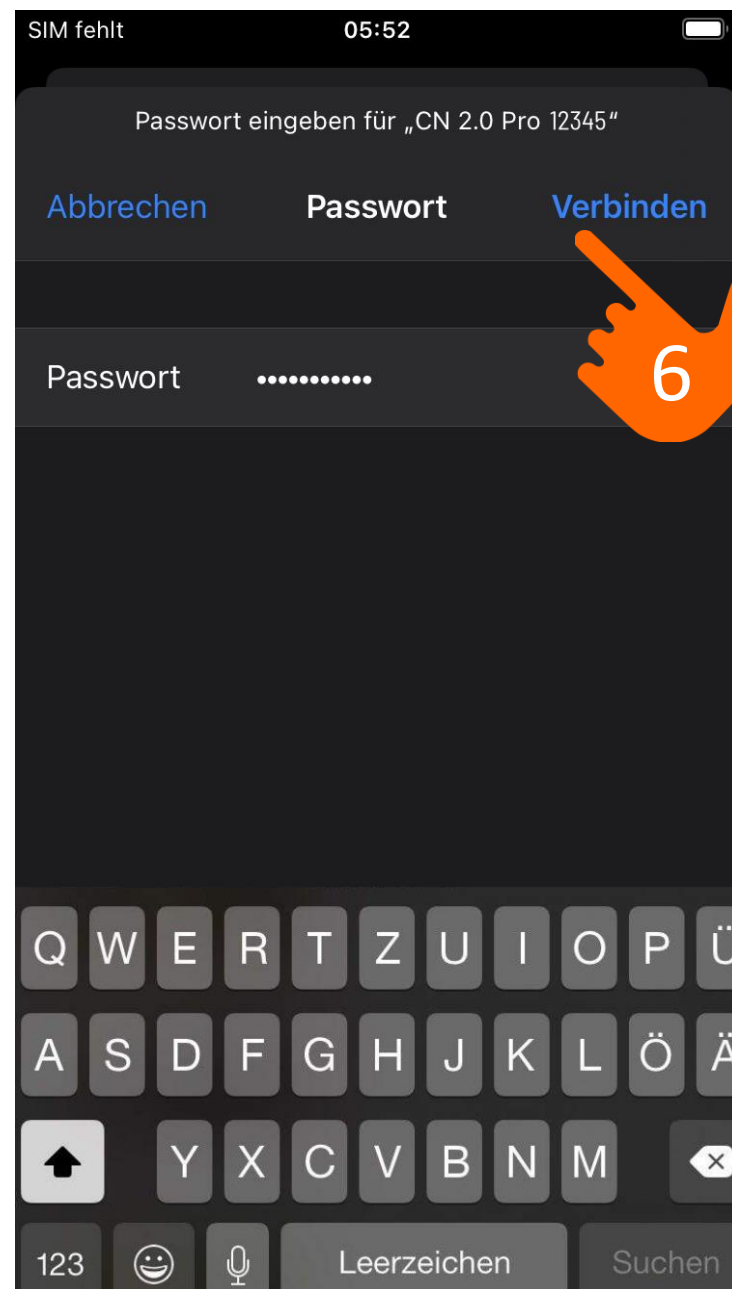 SIM fehlt 05:52
Passwort eingeben für „CN 2.0 Pro 12345“
Abbrechen Passwort Verbinden
Passwort •••••••••••
6
Q W E R T Z U I O P Ü
A S D F G H J K L Ö Ä
Y X C V B N M
123 Leerzeichen Suchen